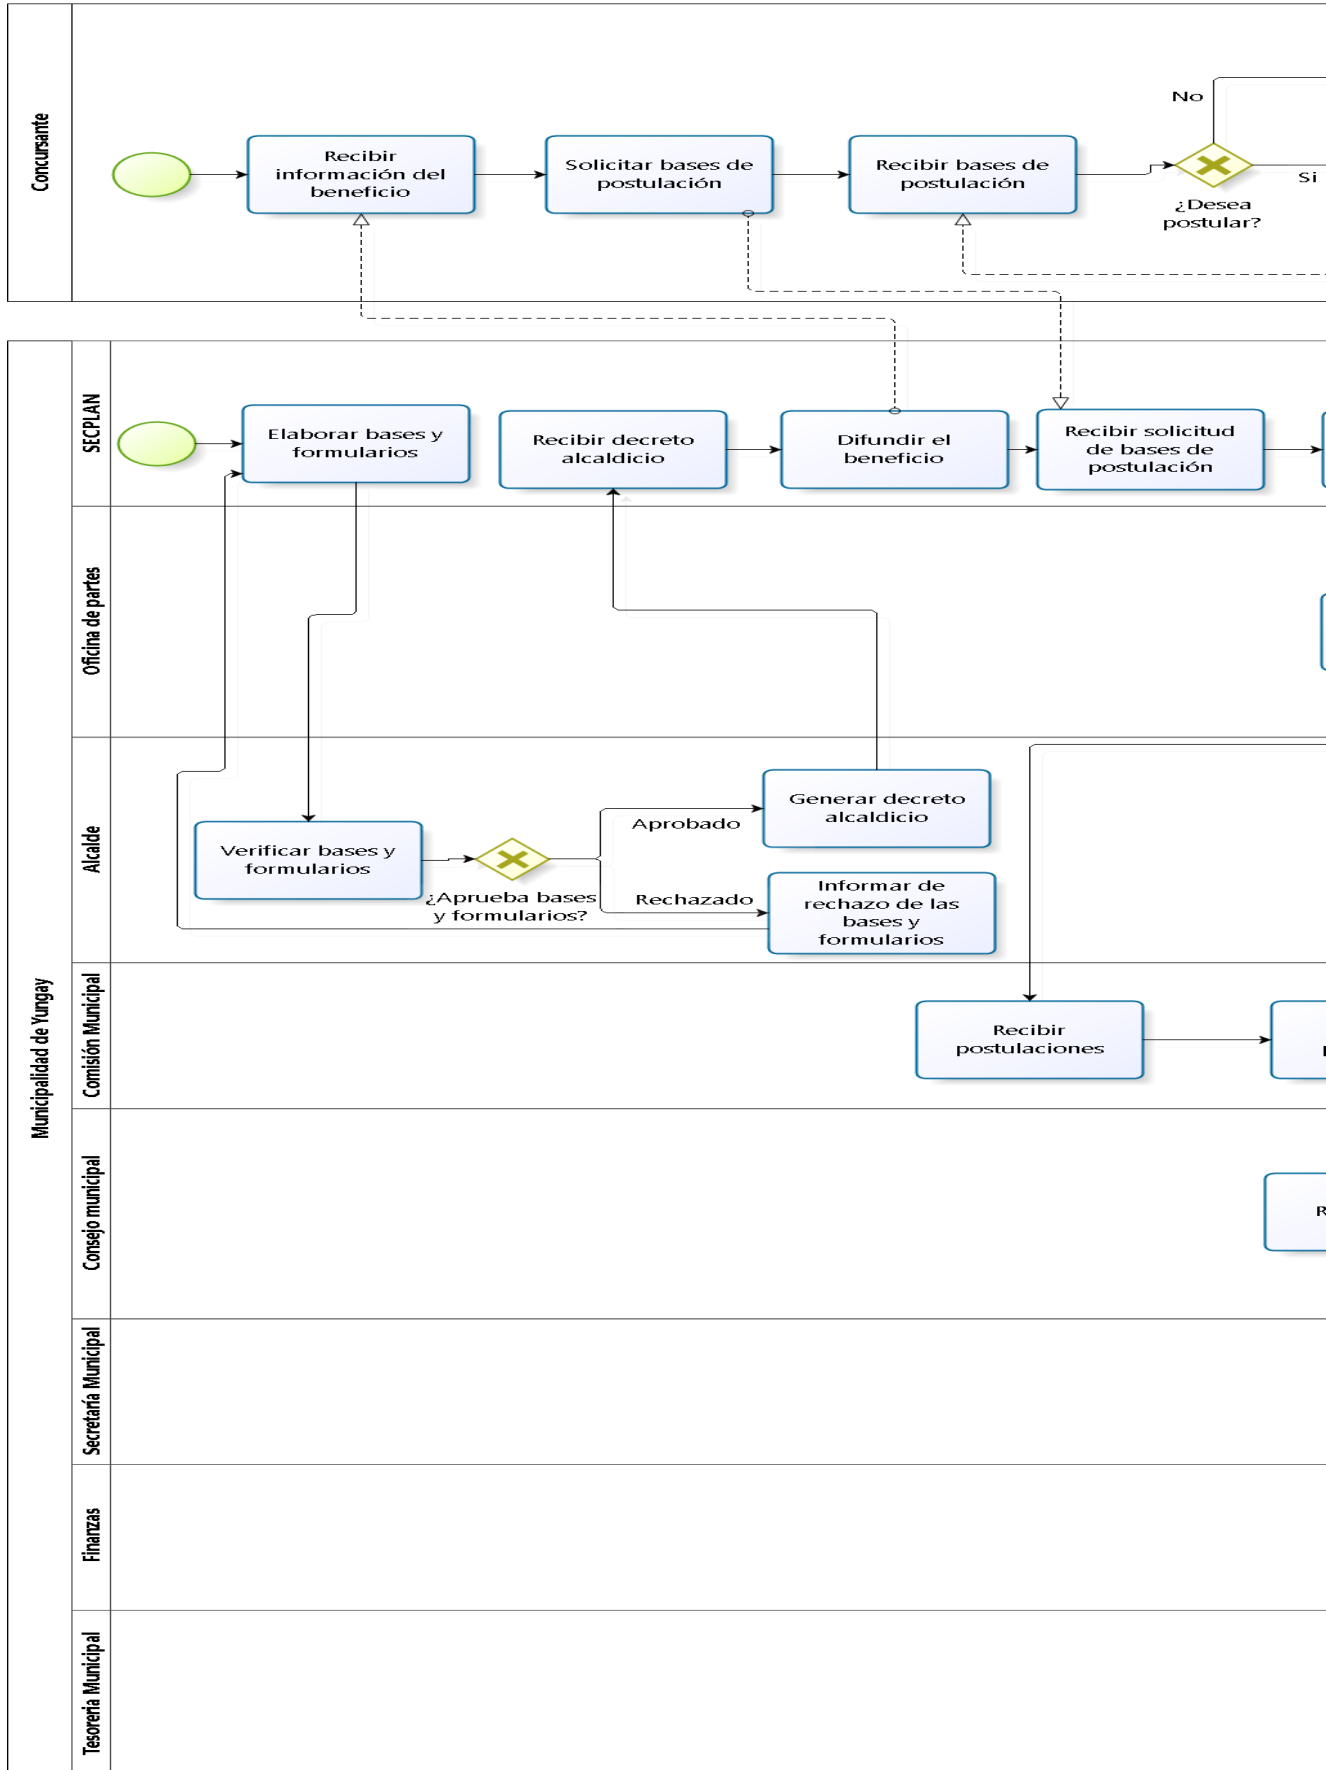 Concursante
Recibir
información del
beneficio
Solicitar bases de
postulación
Recibir bases de
postulación
No
Si
¿Desea
postular?
Municipalidad de Yungay
SECPLAN
Elaborar bases y
formularios
Recibir decreto
alcaldicio
Difundir el
beneficio
Recibir solicitud
de bases de
postulación
Oficina de partes
Alcalde
Verificar bases y
formularios
¿Aprueba bases
y formularios?
Aprobado
Rechazado
Generar decreto
alcaldicio
Informar de
rechazo de las
bases y
formularios
Comisión Municipal
Recibir
postulaciones
Consejo municipal
R
Secretaría Municipal
Finanzas
Tesoreria Municipal